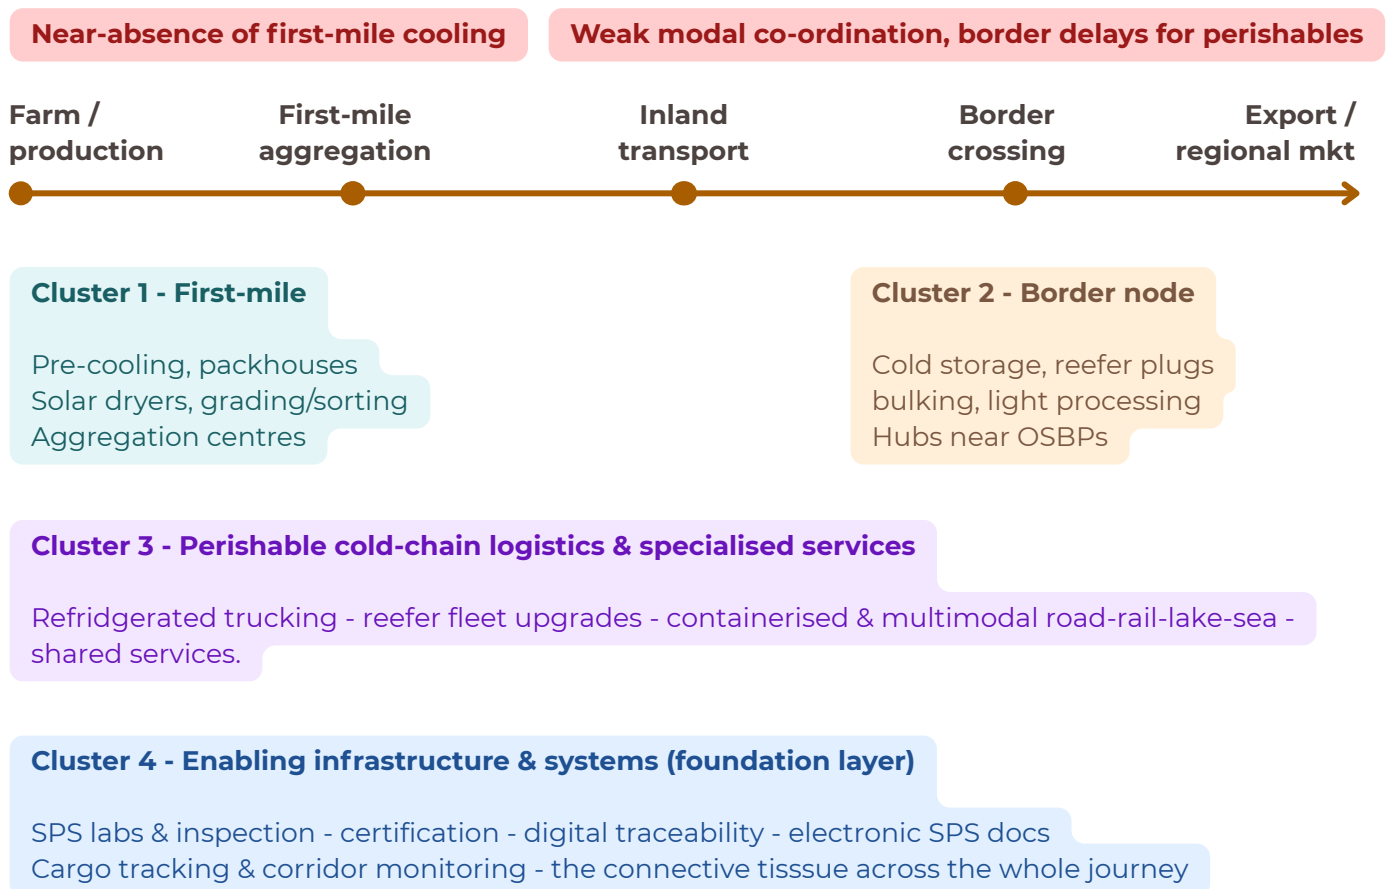 Near-absence of first-mile cooling
Weak modal co-ordination, border delays for perishables
Farm /
production
First-mile
aggregation
Inland
transport
Border
crossing
Export /
regional mkt
Cluster 1 - First-mile
Pre-cooling, packhouses
Solar dryers, grading/sorting
Aggregation centres
Cluster 2 - Border node
Cold storage, reefer plugs
bulking, light processing
Hubs near OSBPs
Cluster 3 - Perishable cold-chain logistics & specialised services
Refridgerated trucking - reefer fleet upgrades - containerised & multimodal road-rail-lake-sea -
shared services.
Cluster 4 - Enabling infrastructure & systems (foundation layer)
SPS labs & inspection - certification - digital traceability - electronic SPS docs
Cargo tracking & corridor monitoring - the connective tisssue across the whole journey